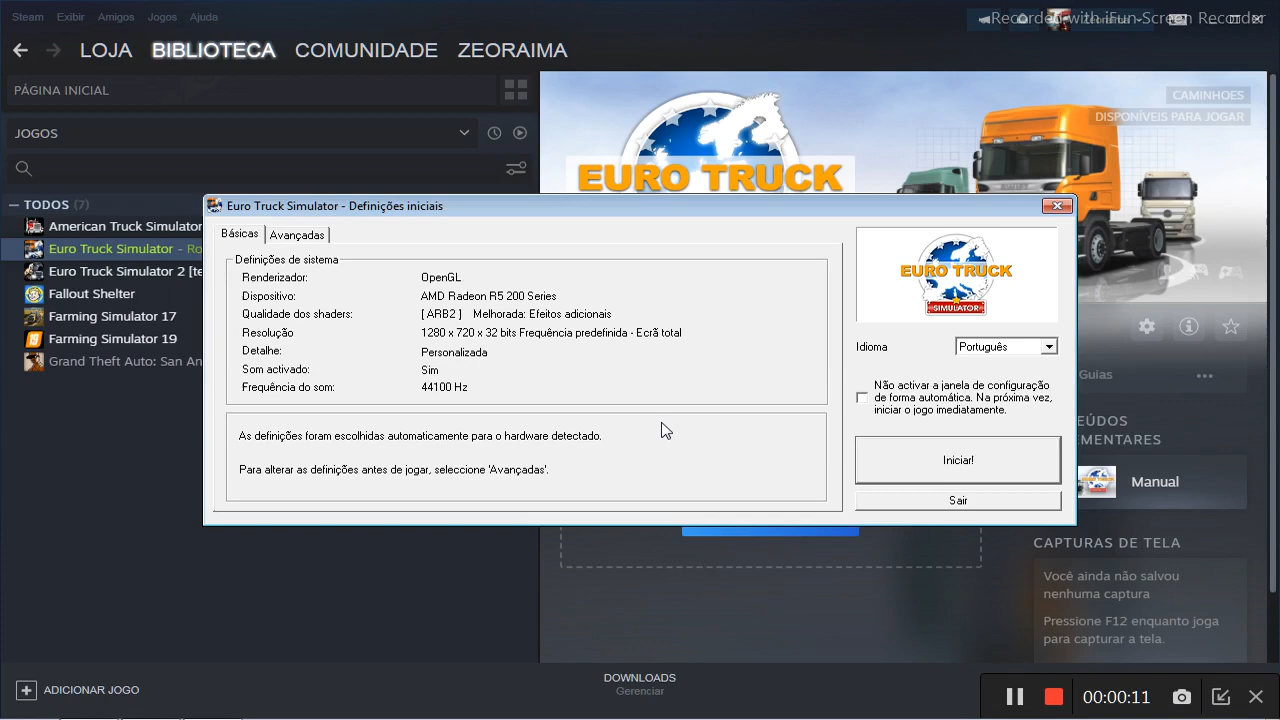 Steam Exibir Amigos Jogos Ajuda
Recorded with iFun Screen Recorder
LOJA BIBLIOTECA COMUNIDADE ZEORAIMA
PÁGINA INICIAL
JOGOS
TODOS (7)
American Truck Simulator
Euro Truck Simulator - Ro
Euro Truck Simulator 2 [te
Fallout Shelter
Farming Simulator 17
Farming Simulator 19
Grand Theft Auto: San An
EURO TRUCK
CAMINHOES
DISPONÍVEIS PARA JOGAR
Euro Truck Simulator - Definições iniciais
Básicas Avançadas
Definições de sistema
Renderizador: OpenGL
Dispositivo: AMD Radeon R5 200 Series
de dos shaders: [ ARB2 ] Melhorada. Efeitos adicionais
Resolução 1280 x 720 x 32 bits Frequência predefinida - Ecrã total
Detalhe: Personalizada
Som activado: Sim
Frequência do som: 44100 Hz
As definições foram escolhidas automaticamente para o hardware detectado.
Para alterar as definições antes de jogar, seleccione 'Avançadas'.
EURO TRUCK
SIMULATOR
Idioma Português
Não activar a janela de configuração
de forma automática. Na próxima vez,
iniciar o jogo imediatamente.
Iniciar!
Sair
Guias
EÚDOS
EMENTARES
Manual
CAPTURAS DE TELA
Você ainda não salvou
nenhuma captura
Pressione F12 enquanto joga
para capturar a tela.
ADICIONAR JOGO
DOWNLOADS
Gerenciar
00:00:11